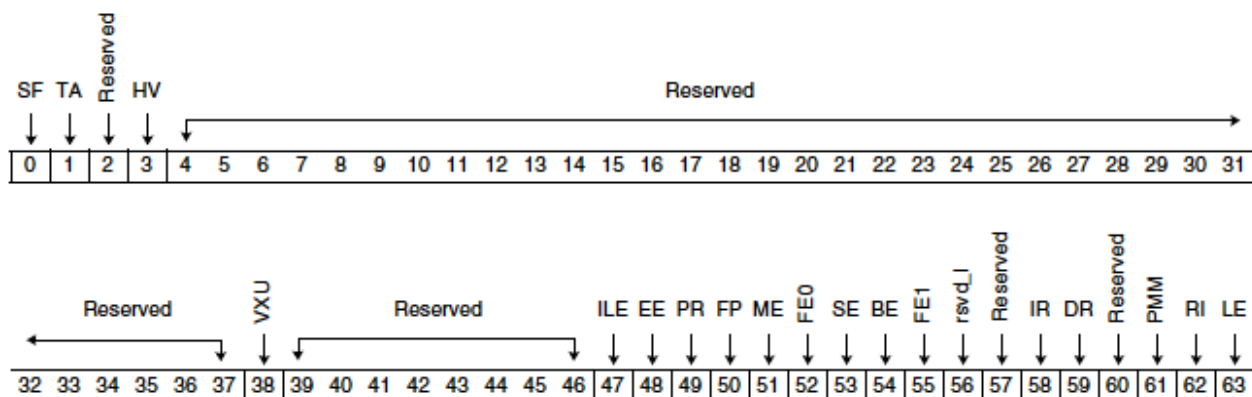 SF TA Reserved HV Reserved
0 1 2 3 4 5 6 7 8 9 10 11 12 13 14 15 16 17 18 19 20 21 22 23 24 25 26 27 28 29 30 31
Reserved VXU Reserved ILE EE PR FP ME FE0 SE BE FE1 rsvd_I Reserved IR DR Reserved PMM RI LE
32 33 34 35 36 37 38 39 40 41 42 43 44 45 46 47 48 49 50 51 52 53 54 55 56 57 58 59 60 61 62 63